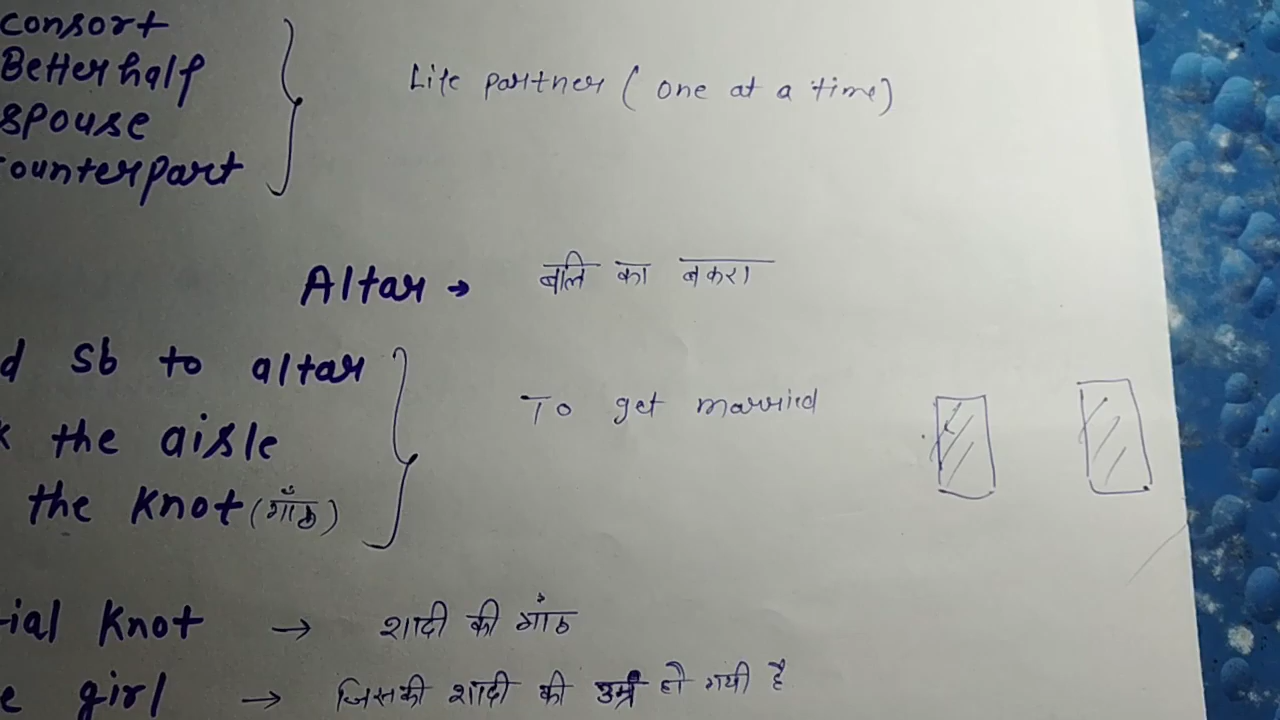 consort
Better half
spouse
counterpart
Life partner ( one at a time)
Altar → बलि का बकरा
d sb to altar
k the aisle
the knot (गाँठ)
To get married
ial knot → शादी की गांठ
e girl → जिसकी शादी की उम्र हो गयी है